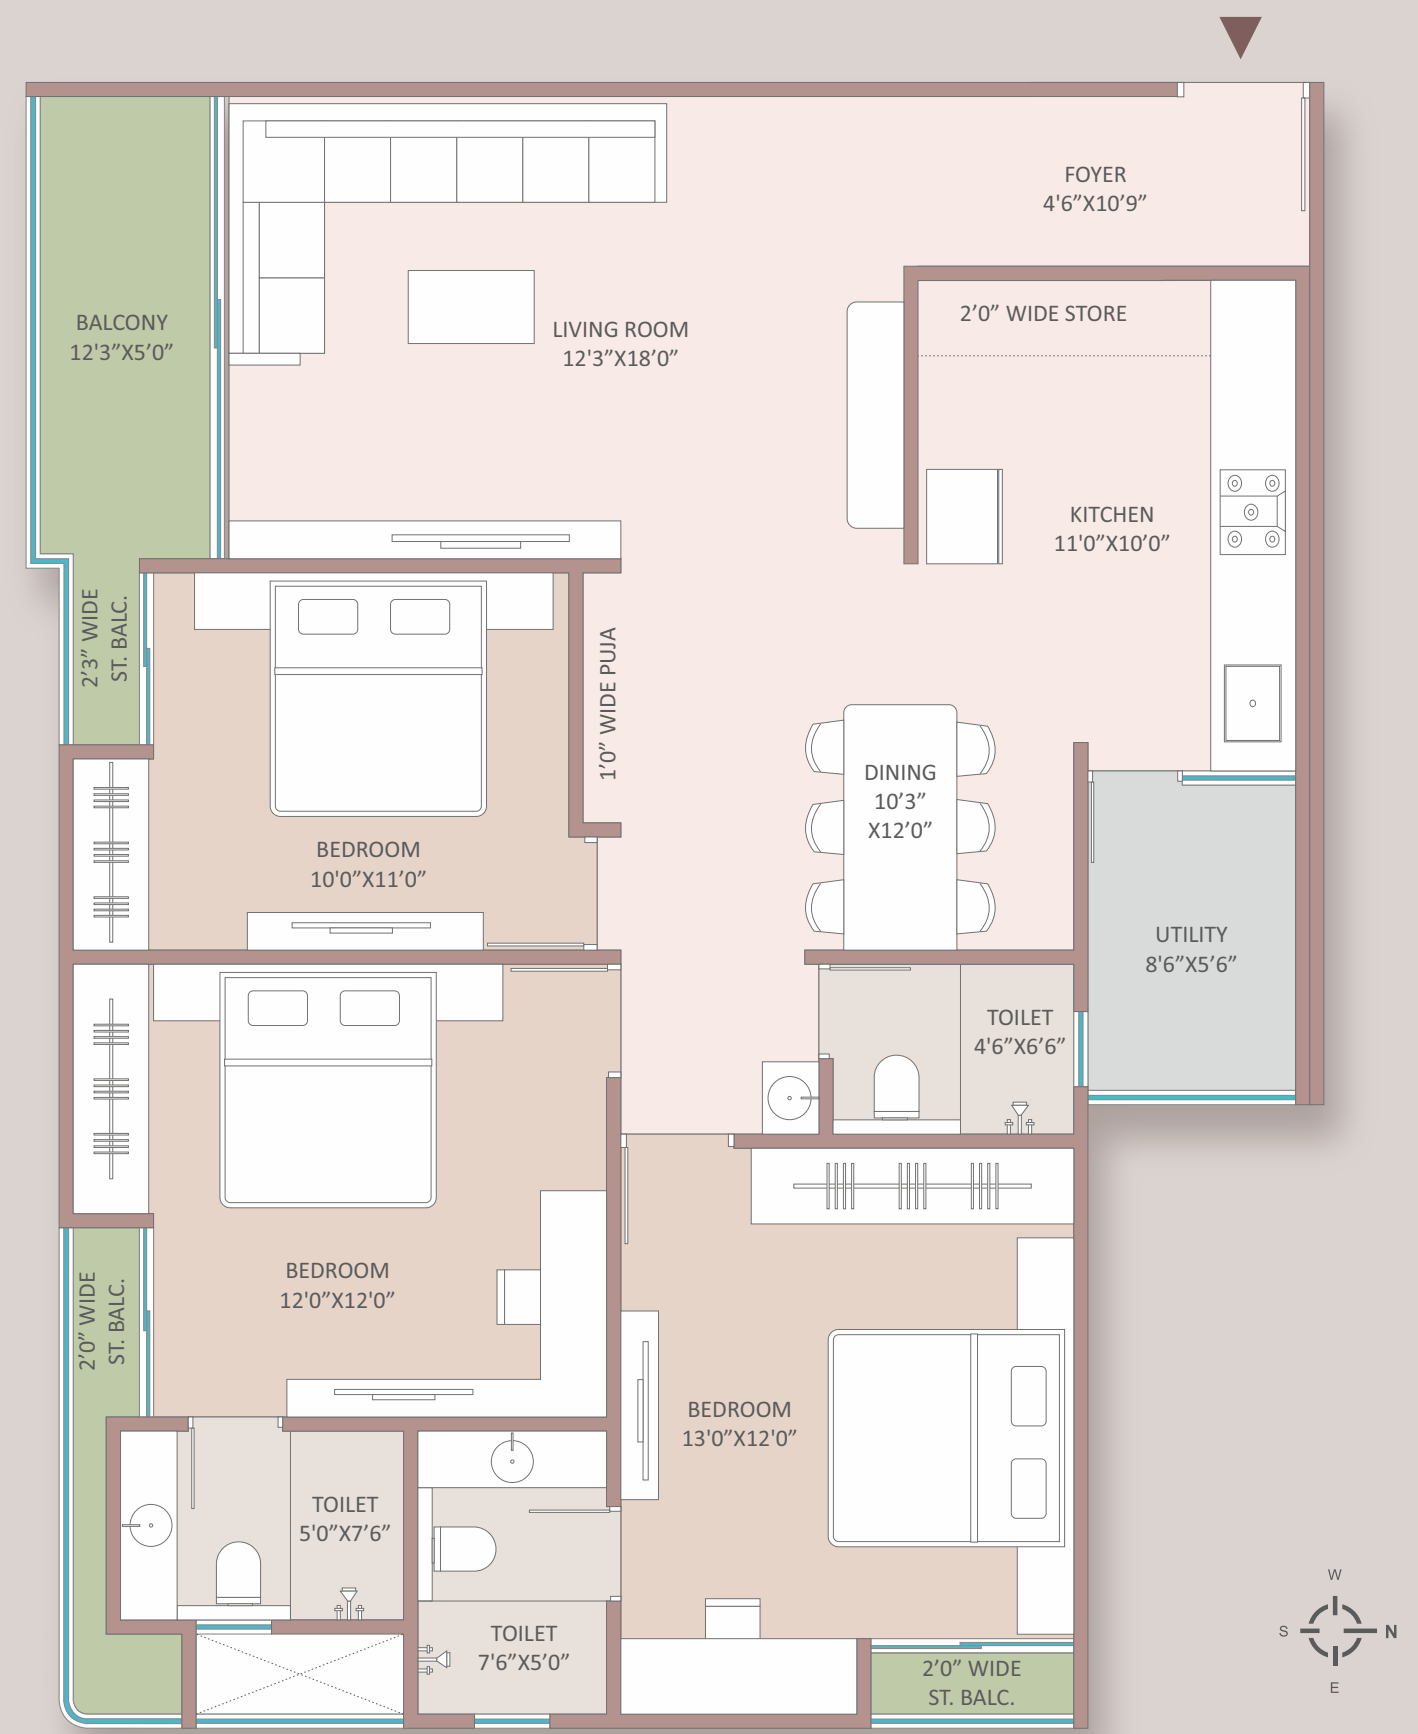 FOYER
4'6”X10’9”
2’0” WIDE STORE
BALCONY
12'3”X5’0”
LIVING ROOM
12’3”X18’0”
KITCHEN
11’0”X10’0”
2’3” WIDE
ST. BALC.
1’0” WIDE PUJA
DINING
10’3”
X12’0”
BEDROOM
10'0”X11’0”
UTILITY
8’6”X5’6”
TOILET
4’6”X6’6”
BEDROOM
12'0”X12'0”
2’0” WIDE
ST. BALC.
BEDROOM
13'0”X12'0”
TOILET
5'0”X7’6”
TOILET
7’6”X5’0”
2’0” WIDE
ST. BALC.
W
S
N
E